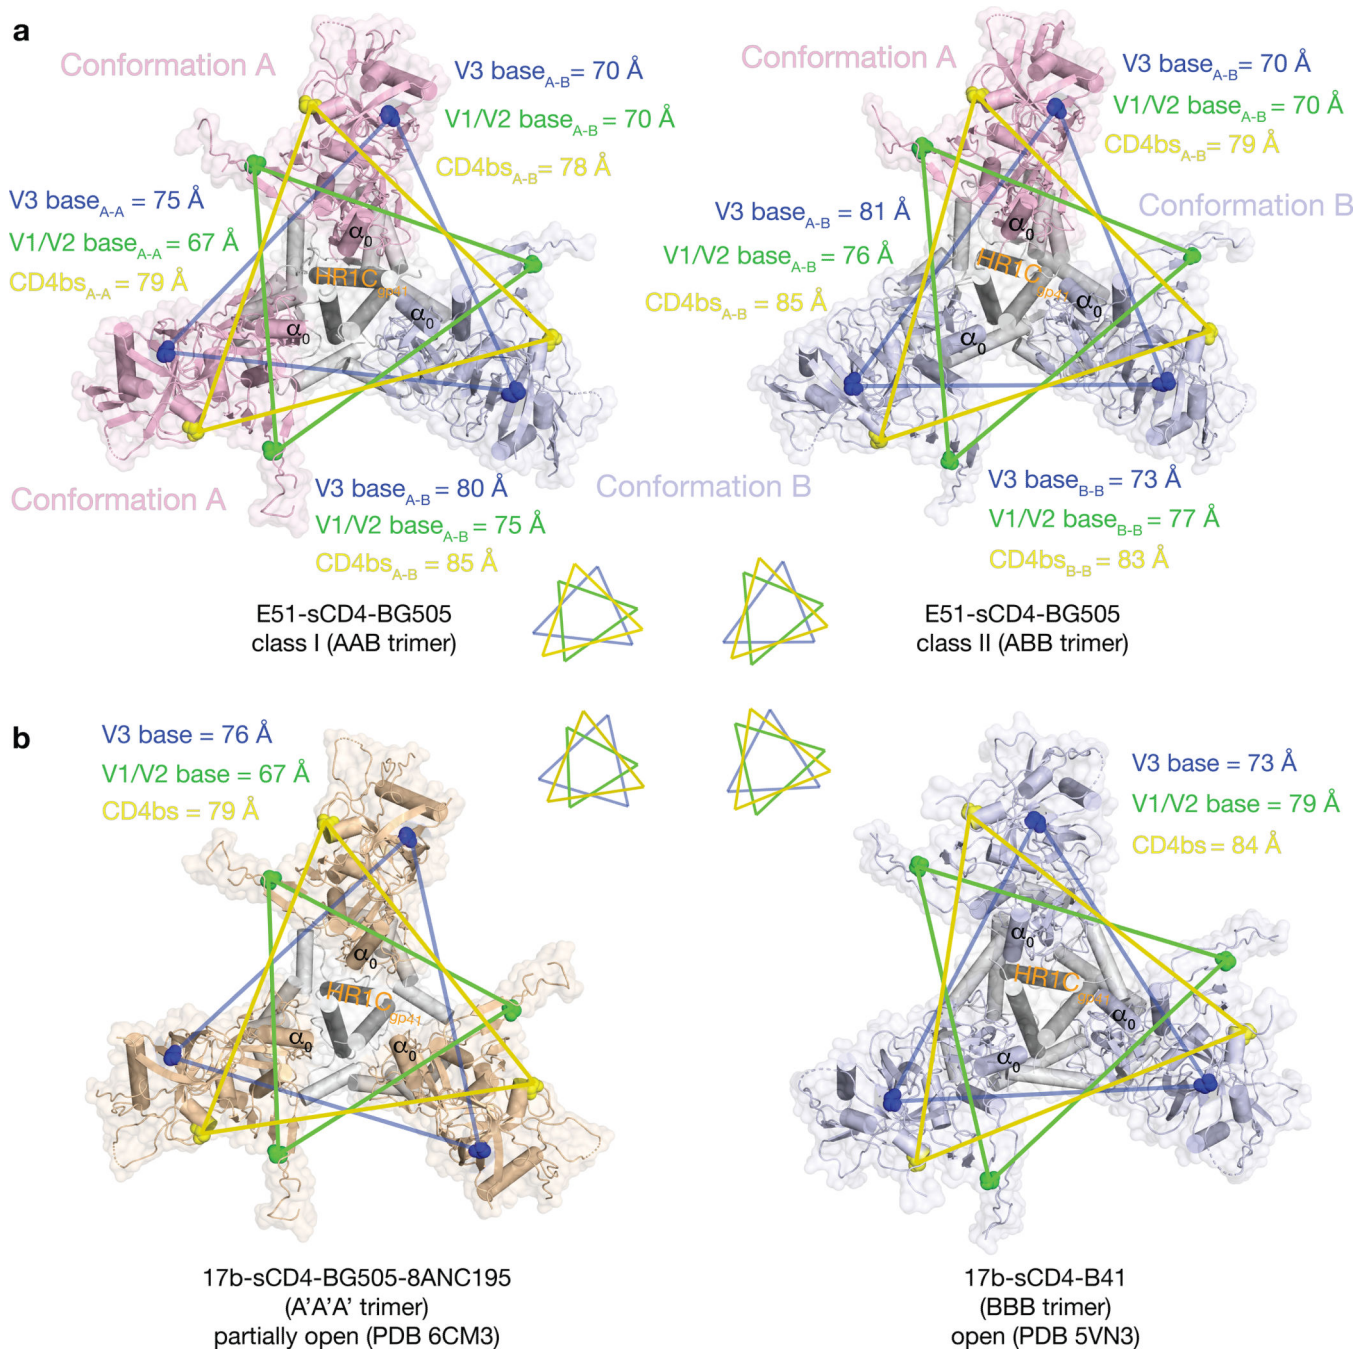 a
Conformation A
V3 baseA-B = 70 Å
V1/V2 baseA-B = 70 Å
CD4bsA-B = 78 Å
V3 baseA-A = 75 Å
V1/V2 baseA-A = 67 Å
CD4bsA-A = 79 Å
α0
HR1Cgp41
α0
α0
Conformation A
V3 baseA-B = 80 Å
V1/V2 baseA-B = 75 Å
CD4bsA-B = 85 Å
Conformation B
E51-sCD4-BG505
class I (AAB trimer)
Conformation A
V3 baseA-B = 70 Å
V1/V2 baseA-B = 70 Å
CD4bsA-B = 79 Å
Conformation B
V3 baseA-B = 81 Å
V1/V2 baseA-B = 76 Å
CD4bsA-B = 85 Å
α0
HR1Cgp41
α0
α0
V3 baseB-B = 73 Å
V1/V2 baseB-B = 77 Å
CD4bsB-B = 83 Å
E51-sCD4-BG505
class II (ABB trimer)
b
V3 base = 76 Å
V1/V2 base = 67 Å
CD4bs = 79 Å
α0
HR1Cgp41
α0
α0
17b-sCD4-BG505-8ANC195
(A'A'A' trimer)
partially open (PDB 6CM3)
V3 base = 73 Å
V1/V2 base = 79 Å
CD4bs = 84 Å
α0
HR1Cgp41
α0
α0
17b-sCD4-B41
(BBB trimer)
open (PDB 5VN3)